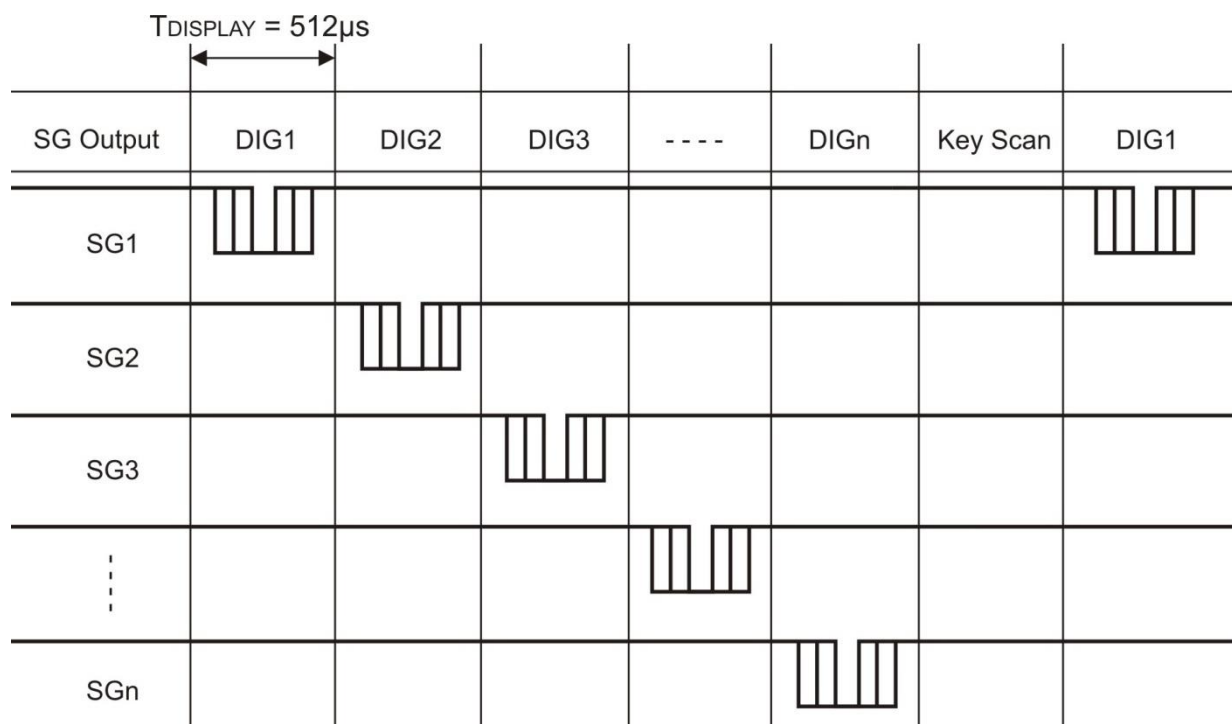 TDISPLAY = 512µs
SG Output DIG1 DIG2 DIG3 ---- DIGn Key Scan DIG1
SG1
SG2
SG3
SGn